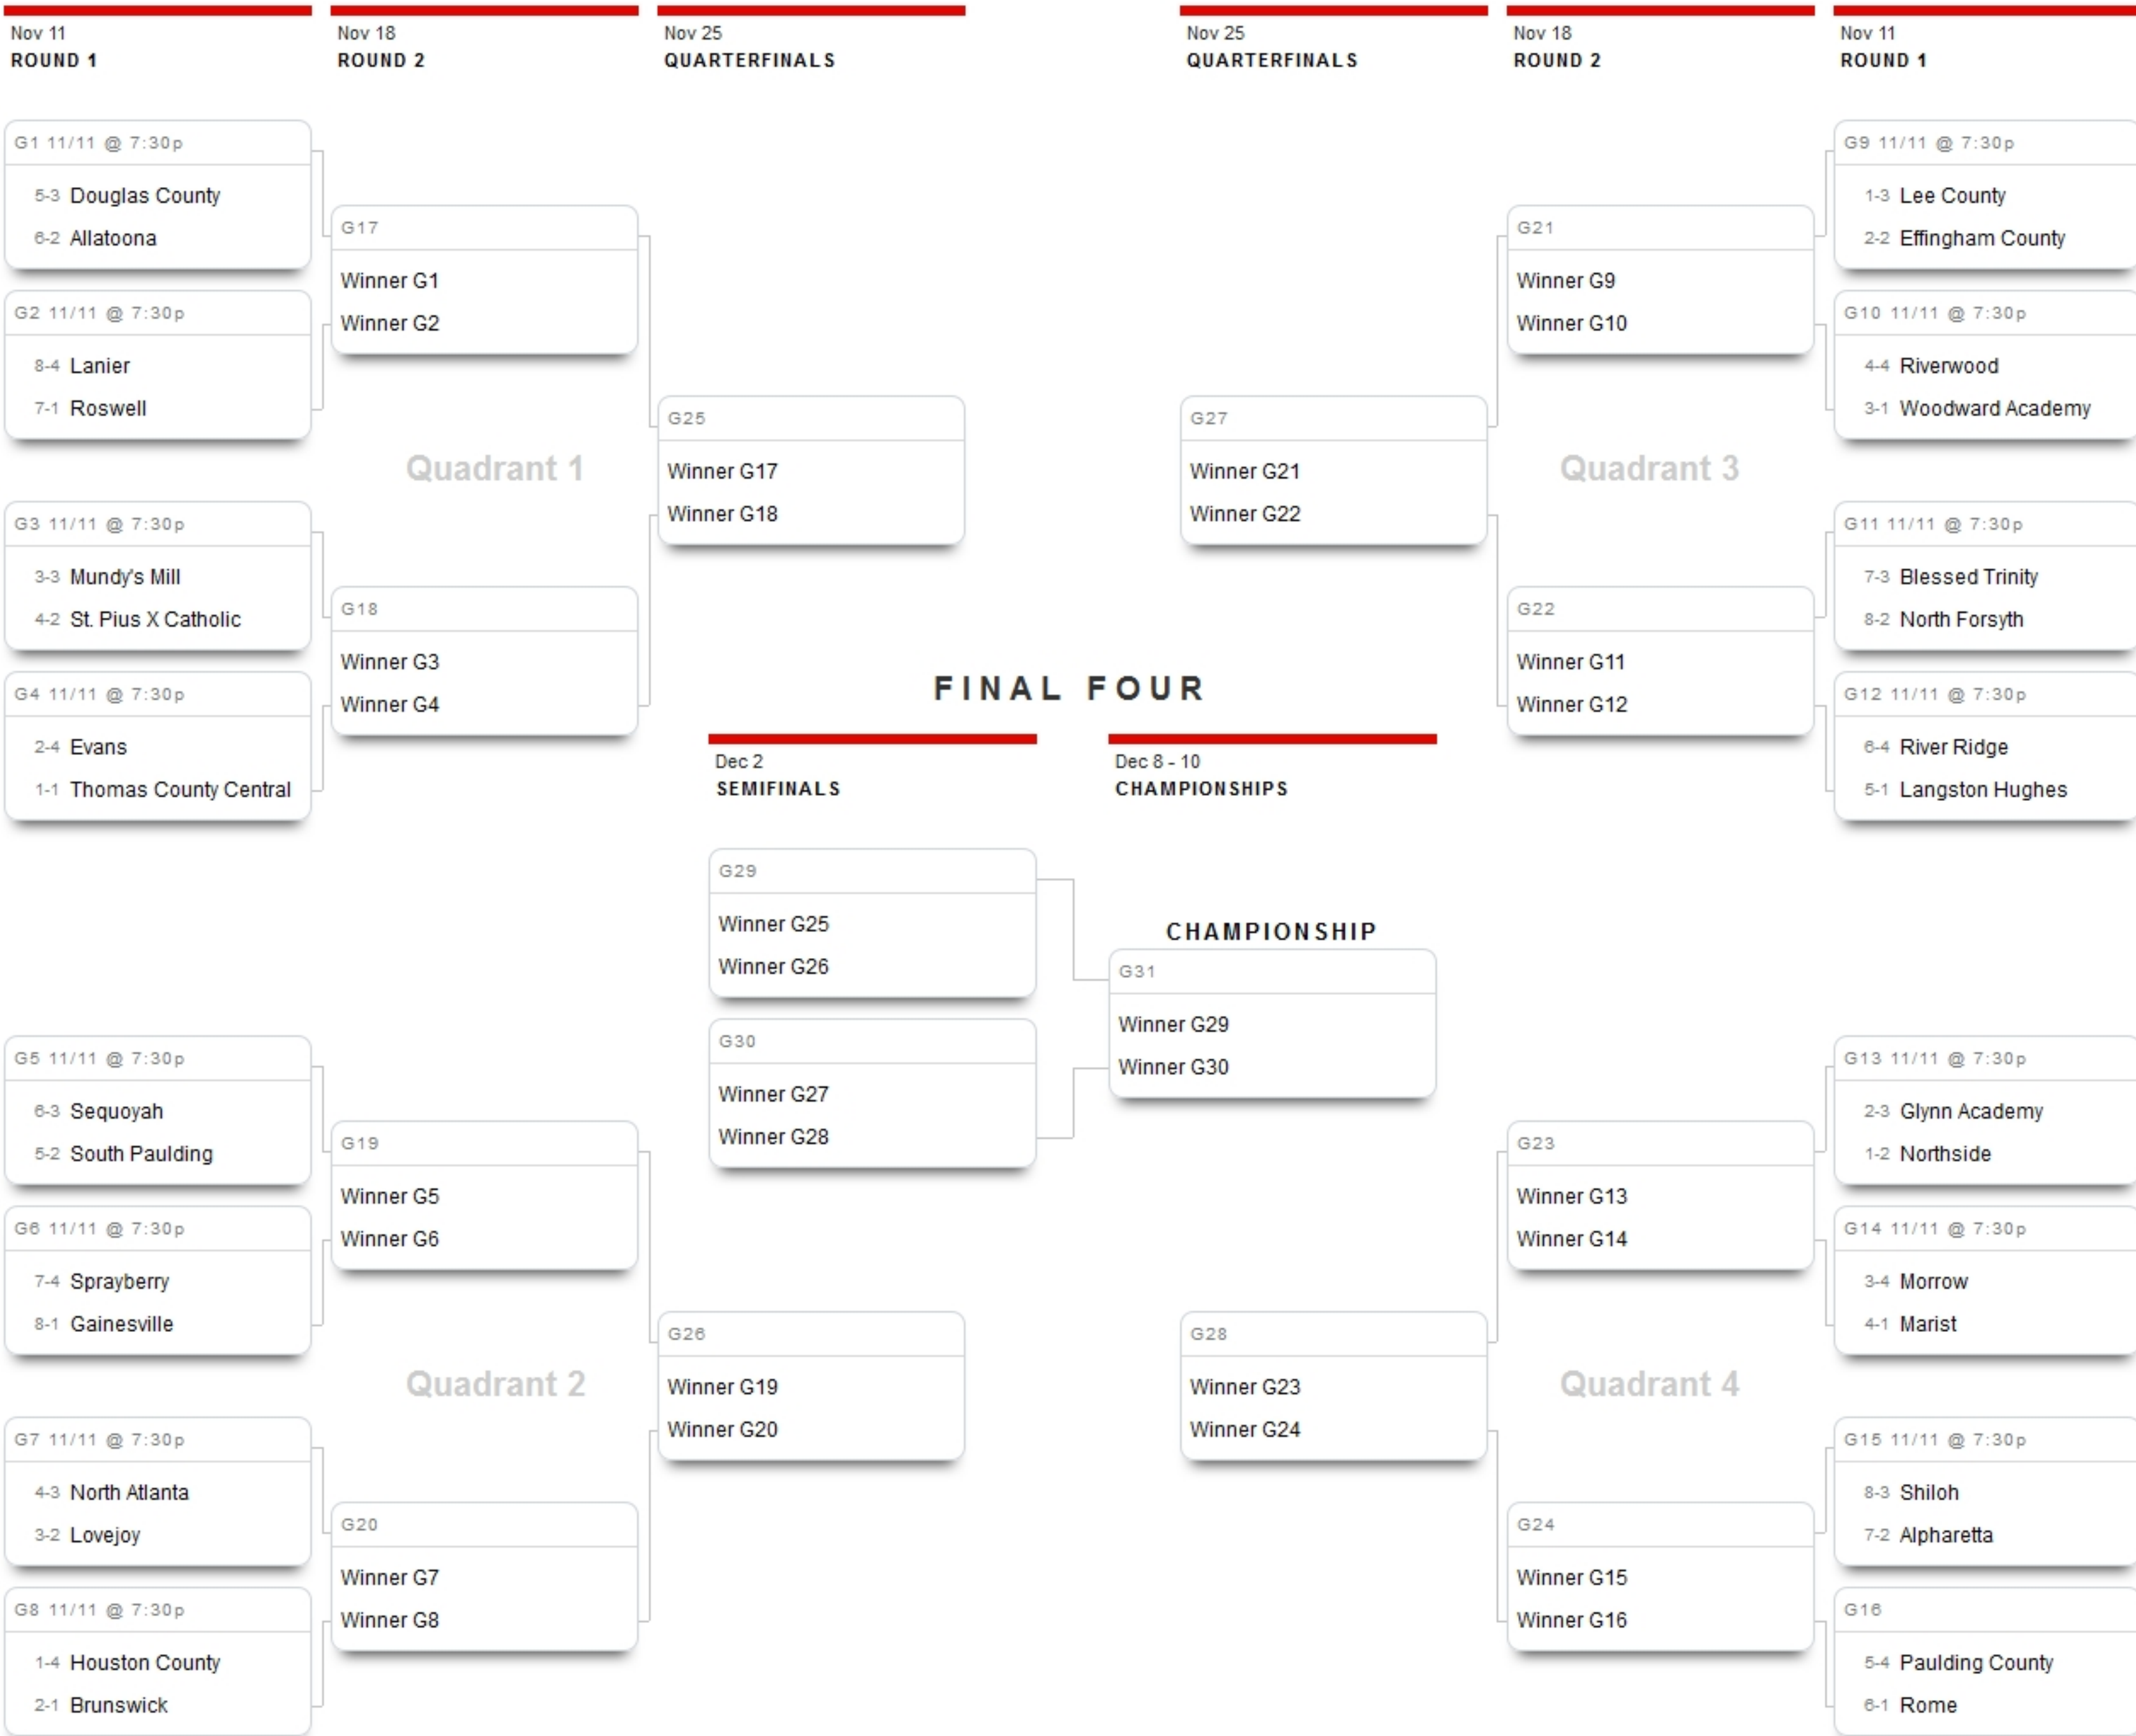 Nov 11
ROUND 1
Nov 18
ROUND 2
Nov 25
QUARTERFINALS
Nov 25
QUARTERFINALS
Nov 18
ROUND 2
Nov 11
ROUND 1
G1 11/11 @ 7:30p
5-3 Douglas County
6-2 Allatoona
G2 11/11 @ 7:30p
8-4 Lanier
7-1 Roswell
G17
Winner G1
Winner G2
Quadrant 1
G3 11/11 @ 7:30p
3-3 Mundy's Mill
4-2 St. Pius X Catholic
G4 11/11 @ 7:30p
2-4 Evans
1-1 Thomas County Central
G18
Winner G3
Winner G4
G25
Winner G17
Winner G18
G27
Winner G21
Winner G22
G21
Winner G9
Winner G10
Quadrant 3
G22
Winner G11
Winner G12
G9 11/11 @ 7:30p
1-3 Lee County
2-2 Effingham County
G10 11/11 @ 7:30p
4-4 Riverwood
3-1 Woodward Academy
G11 11/11 @ 7:30p
7-3 Blessed Trinity
8-2 North Forsyth
G12 11/11 @ 7:30p
6-4 River Ridge
5-1 Langston Hughes
FINAL FOUR
Dec 2
SEMIFINALS
Dec 8 - 10
CHAMPIONSHIPS
G29
Winner G25
Winner G26
G30
Winner G27
Winner G28
CHAMPIONSHIP
G31
Winner G29
Winner G30
G5 11/11 @ 7:30p
6-3 Sequoyah
5-2 South Paulding
G6 11/11 @ 7:30p
7-4 Sprayberry
8-1 Gainesville
G19
Winner G5
Winner G6
Quadrant 2
G7 11/11 @ 7:30p
4-3 North Atlanta
3-2 Lovejoy
G8 11/11 @ 7:30p
1-4 Houston County
2-1 Brunswick
G20
Winner G7
Winner G8
G26
Winner G19
Winner G20
G28
Winner G23
Winner G24
G23
Winner G13
Winner G14
Quadrant 4
G24
Winner G15
Winner G16
G13 11/11 @ 7:30p
2-3 Glynn Academy
1-2 Northside
G14 11/11 @ 7:30p
3-4 Morrow
4-1 Marist
G15 11/11 @ 7:30p
8-3 Shiloh
7-2 Alpharetta
G16
5-4 Paulding County
6-1 Rome